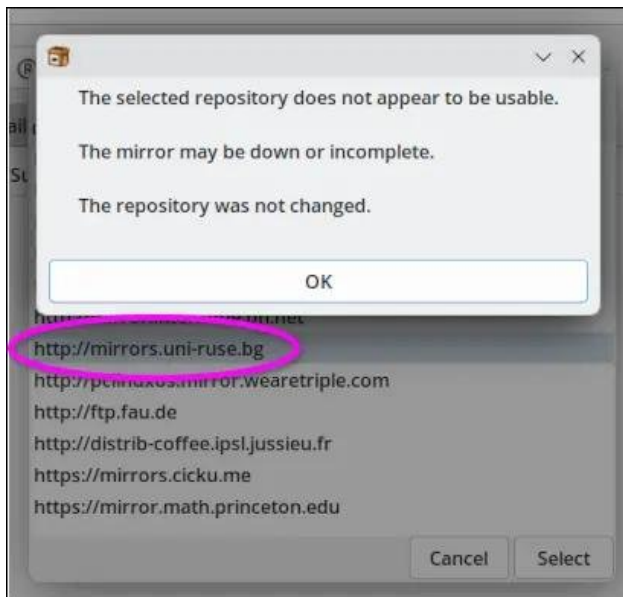 The selected repository does not appear to be usable.
The mirror may be down or incomplete.
The repository was not changed.
OK
http://mirrors.uni-ruse.bg
http://pclinuxos.mirror.wearetriple.com
http://ftp.fau.de
http://distrib-coffee.ipsl.jussieu.fr
https://mirrors.cicku.me
https://mirror.math.princeton.edu
Cancel
Select